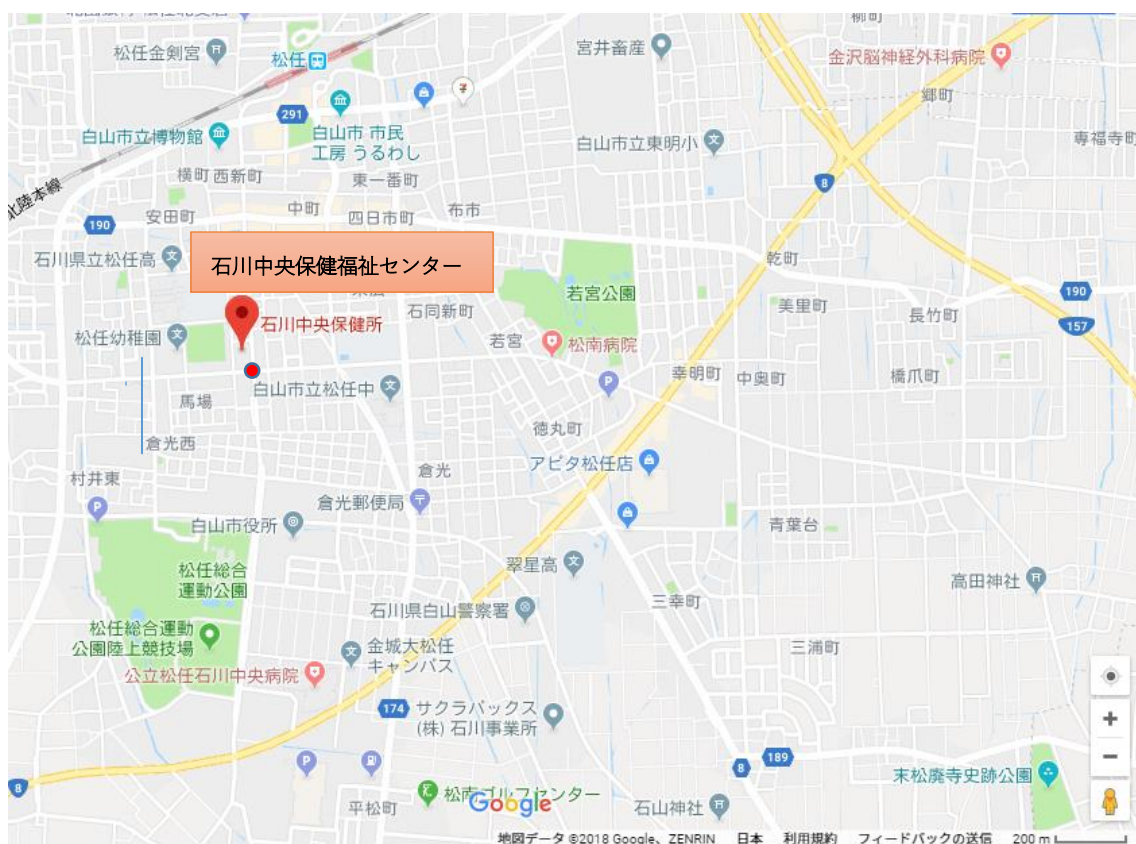 松任金剣宮
松任
宮井畜産
柳町
金沢脳神経外科病院
郷町
291
白山市立博物館
白山市 市民
工房 うるわし
白山市立東明小
専福寺町
横町
西新町
東一番町
8
北陸本線
190
安田町
中町
四日市町
布市
石川県立松任高
石川中央保健福祉センター
乾町
若宮公園
190
石同新町
美里町
長竹町
157
石川中央保健所
松任幼稚園
若宮
松南病院
P
幸明町
中奥町
橋爪町
白山市立松任中
馬場
徳丸町
倉光西
アピタ松任店
村井東
倉光
P
倉光郵便局
白山市役所
青葉台
翠星高
松任総合
運動公園
高田神社
石川県白山警察署
三幸町
松任総合運動
公園陸上競技場
金城大松任
キャンパス
三浦町
公立松任石川中央病院
174
サクラパックス
(株) 石川事業所
P
8
189
8
末松廃寺史跡公園
松南ゴルフセンター
平松町
Google
石山神社
地図データ ©2018 Google、ZENRIN 日本 利用規約 フィードバックの送信 200 m